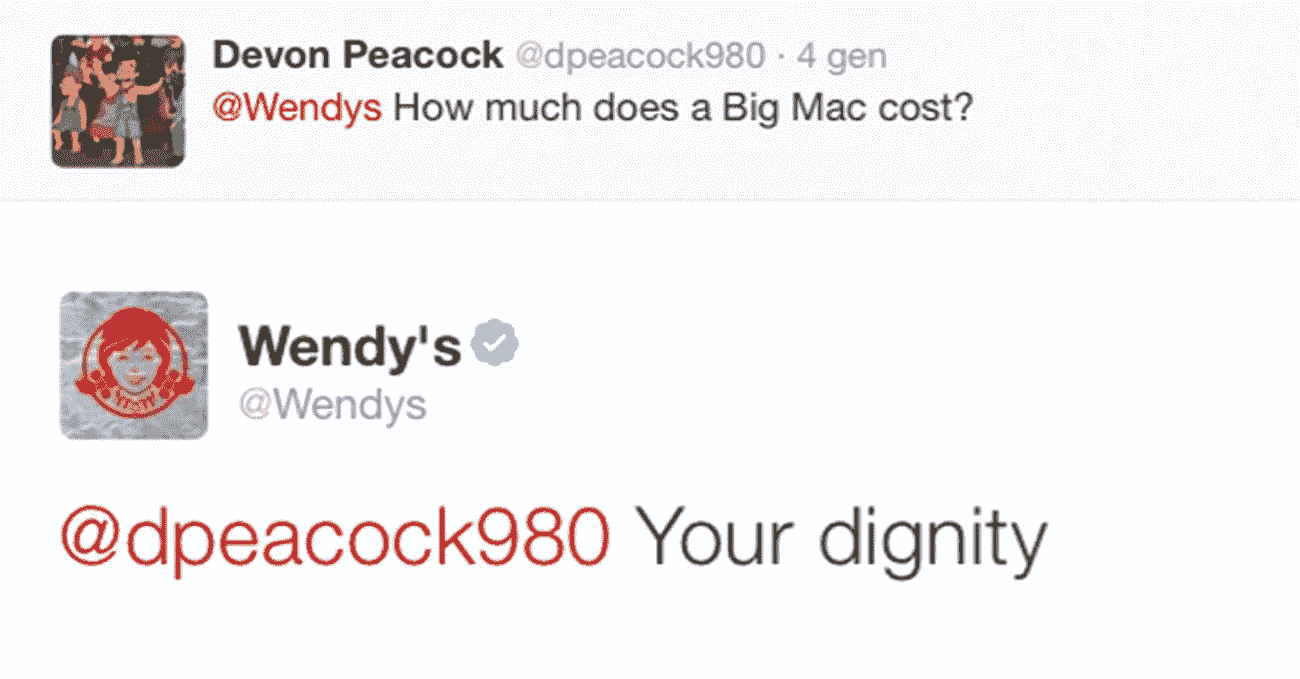 Devon Peacock @dpeacock980 · 4 gen
@Wendys How much does a Big Mac cost?
Wendy's
@Wendys
@dpeacock980 Your dignity